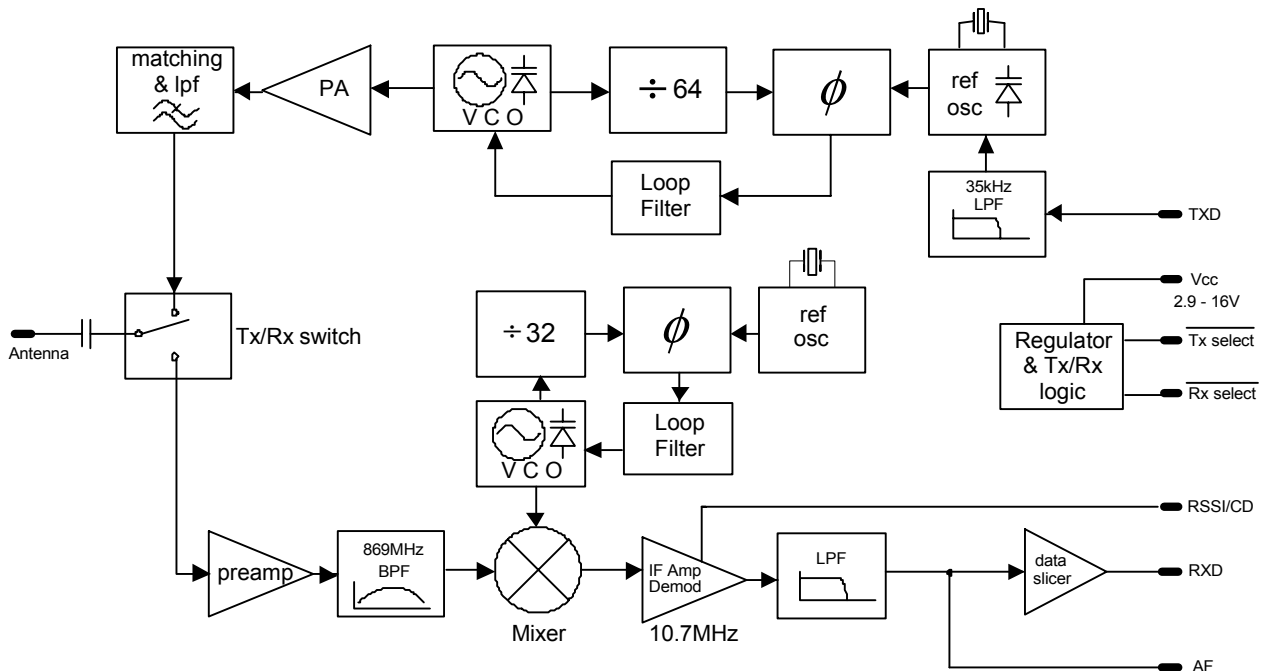 matching
& lpf
PA
V C O
÷ 64
ϕ
ref
osc
Loop
Filter
35kHz
LPF
TXD
Vcc
2.9 - 16V
Antenna
Tx/Rx switch
÷ 32
ϕ
ref
osc
Regulator
& Tx/Rx
logic
Tx select
Rx select
V C O
Loop
Filter
RSSI/CD
preamp
869MHz
BPF
Mixer
IF Amp
Demod
10.7MHz
LPF
data
slicer
RXD
AF